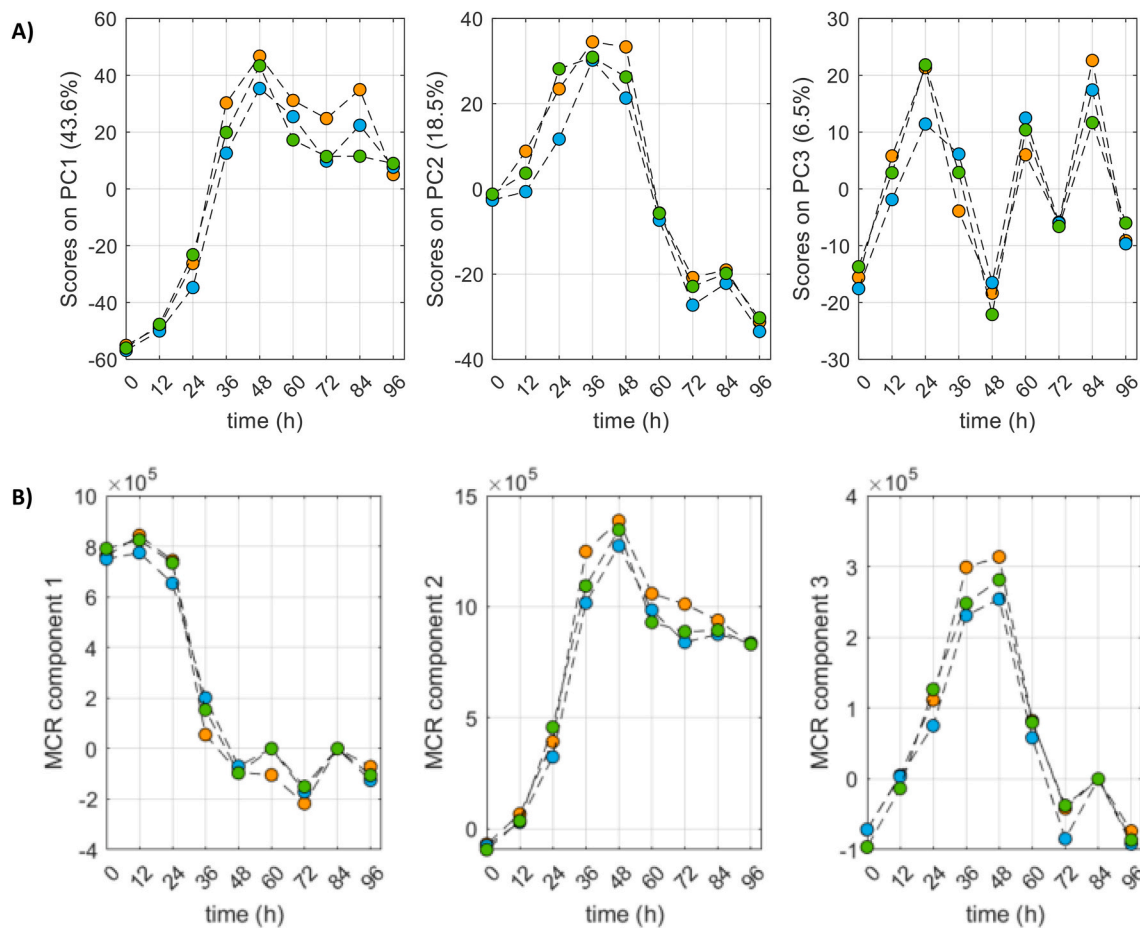 A)
Scores on PC1 (43.6%)
60
40
20
0
-20
-40
-60
0 12 24 36 48 60 72 84 96
time (h)
Scores on PC2 (18.5%)
40
20
0
-20
-40
0 12 24 36 48 60 72 84 96
time (h)
Scores on PC3 (6.5%)
30
20
10
0
-10
-20
-30
0 12 24 36 48 60 72 84 96
time (h)
B)
×10⁵
MCR component 1
10
8
6
4
2
0
-2
-4
0 12 24 36 48 60 72 84 96
time (h)
×10⁵
MCR component 2
15
10
5
0
0 12 24 36 48 60 72 84 96
time (h)
×10⁵
MCR component 3
4
3
2
1
0
-1
0 12 24 36 48 60 72 84 96
time (h)